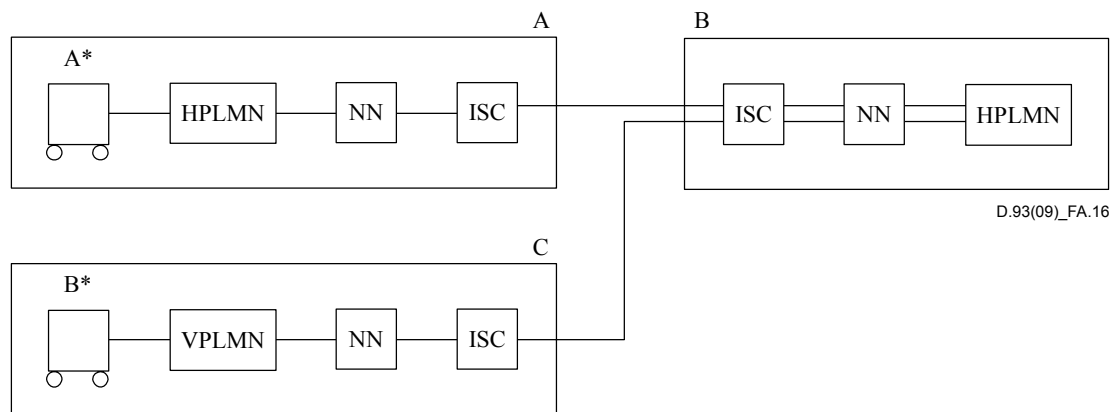 A B
A*
HPLMN NN ISC ISC NN HPLMN
D.93(09)_FA.16
C
B*
VPLMN NN ISC